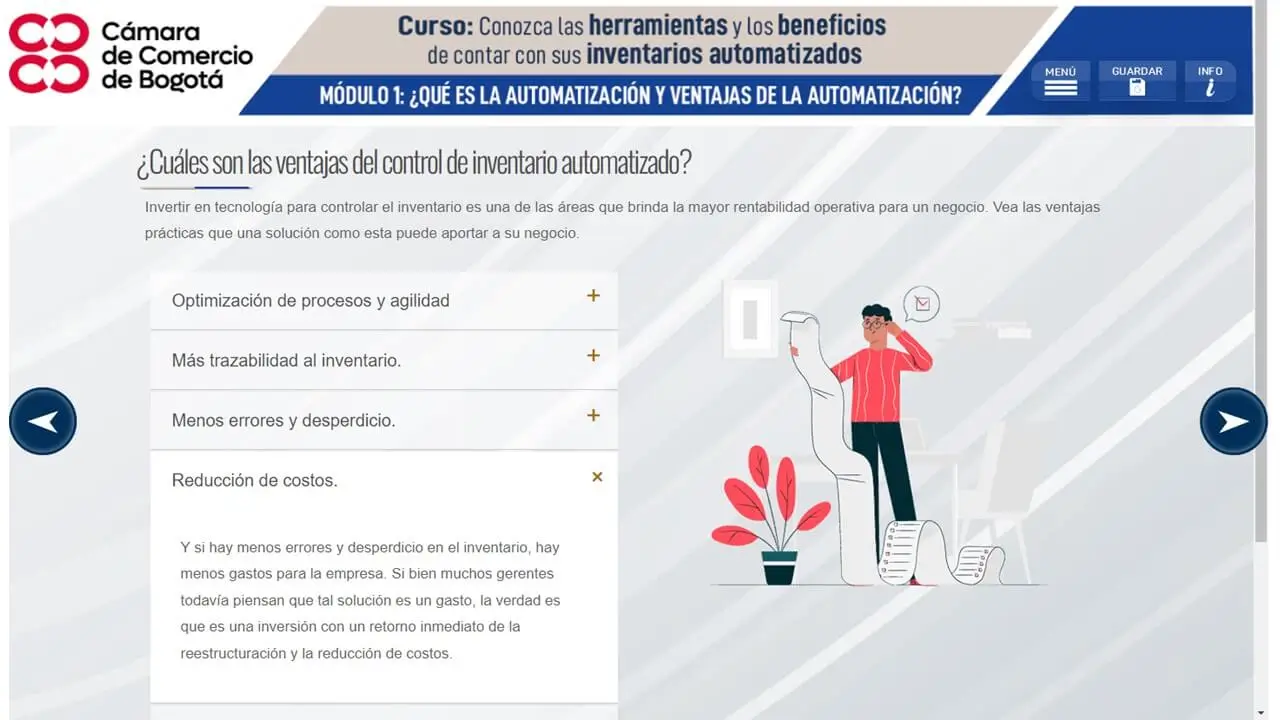 Cámara
de Comercio
de Bogotá
Curso: Conozca las herramientas y los beneficios
de contar con sus inventarios automatizados
MÓDULO 1: ¿QUÉ ES LA AUTOMATIZACIÓN Y VENTAJAS DE LA AUTOMATIZACIÓN?
MENÚ
GUARDAR
INFO
¿Cuáles son las ventajas del control de inventario automatizado?
Invertir en tecnología para controlar el inventario es una de las áreas que brinda la mayor rentabilidad operativa para un negocio. Vea las ventajas
prácticas que una solución como esta puede aportar a su negocio.
Optimización de procesos y agilidad
Más trazabilidad al inventario.
Menos errores y desperdicio.
Reducción de costos.
Y si hay menos errores y desperdicio en el inventario, hay
menos gastos para la empresa. Si bien muchos gerentes
todavía piensan que tal solución es un gasto, la verdad es
que es una inversión con un retorno inmediato de la
reestructuración y la reducción de costos.